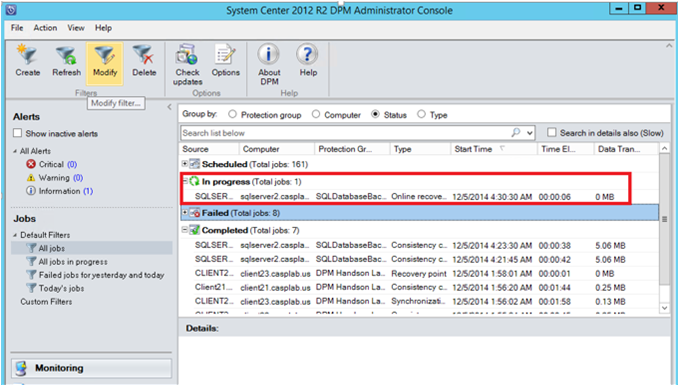 System Center 2012 R2 DPM Administrator Console
File Action View Help
Create Refresh Modify Delete Check updates Options About DPM Help
Filters Options Help
Modify filter...
Alerts
Show inactive alerts
All Alerts
Critical (0)
Warning (0)
Information (1)
Jobs
Default Filters
All jobs
All jobs in progress
Failed jobs for yesterday and today
Today's jobs
Custom Filters
Monitoring
Group by: Protection group Computer Status Type
Search list below Search in details also (Slow)
Source Computer Protection Gr... Type Start Time Time El... Data Tran...
Scheduled (Total jobs: 161)
In progress (Total jobs: 1)
SQLSER... sqlserver2.caspla... SQLDatabaseBac... Online recove... 12/5/2014 4:30:30 AM 00:00:06 0 MB
Failed (Total jobs: 8)
Completed (Total jobs: 7)
SQLSER... sqlserver2.caspla... SQLDatabaseBac... Consistency c... 12/5/2014 4:23:30 AM 00:00:38 5.06 MB
SQLSER... sqlserver2.caspla... SQLDatabaseBac... Consistency c... 12/5/2014 4:21:45 AM 00:00:42 5.06 MB
CLIENT2... client23.casplab.us DPM Handson La... Recovery point 12/5/2014 1:58:01 AM 00:00:01 0 MB
Client21... client21.casplab.us DPM Handson La... Consistency c... 12/5/2014 1:56:20 AM 00:01:44 0.25 MB
CLIENT2... client23.casplab.us DPM Handson La... Synchronizati... 12/5/2014 1:56:02 AM 00:01:58 0.13 MB
Details: